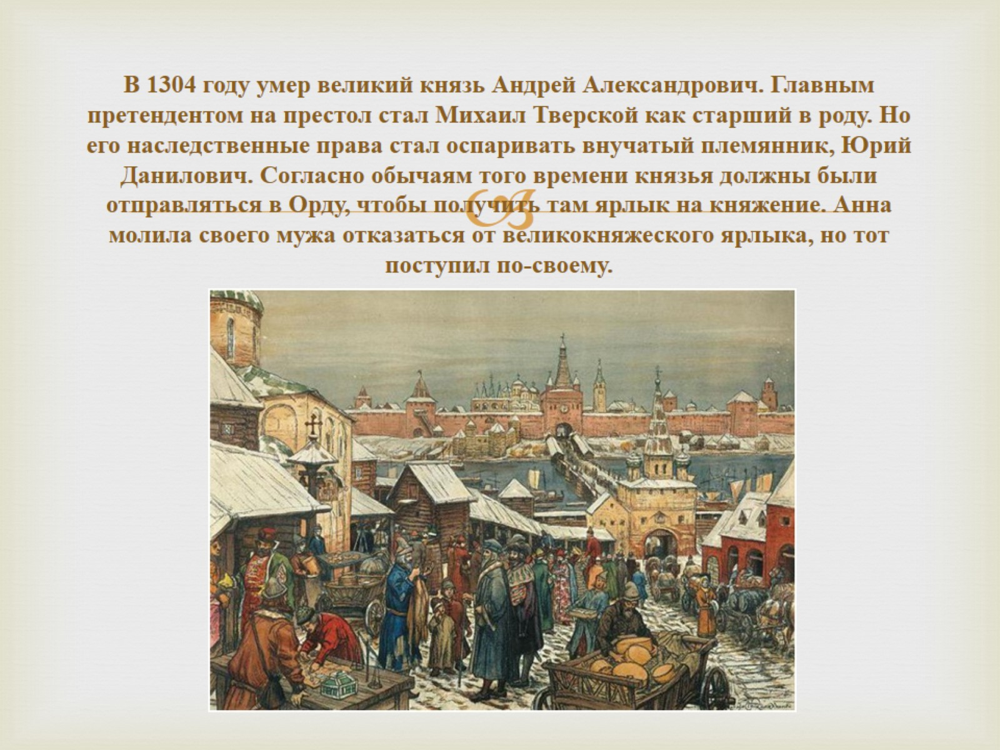 В 1304 году умер великий князь Андрей Александрович. Главным
претендентом на престол стал Михаил Тверской как старший в роду. Но
его наследственные права стал оспаривать внучатый племянник, Юрий
Данилович. Согласно обычаям того времени князья должны были
отправляться в Орду, чтобы получить там ярлык на княжение. Анна
молила своего мужа отказаться от великокняжеского ярлыка, но тот
поступил по-своему.